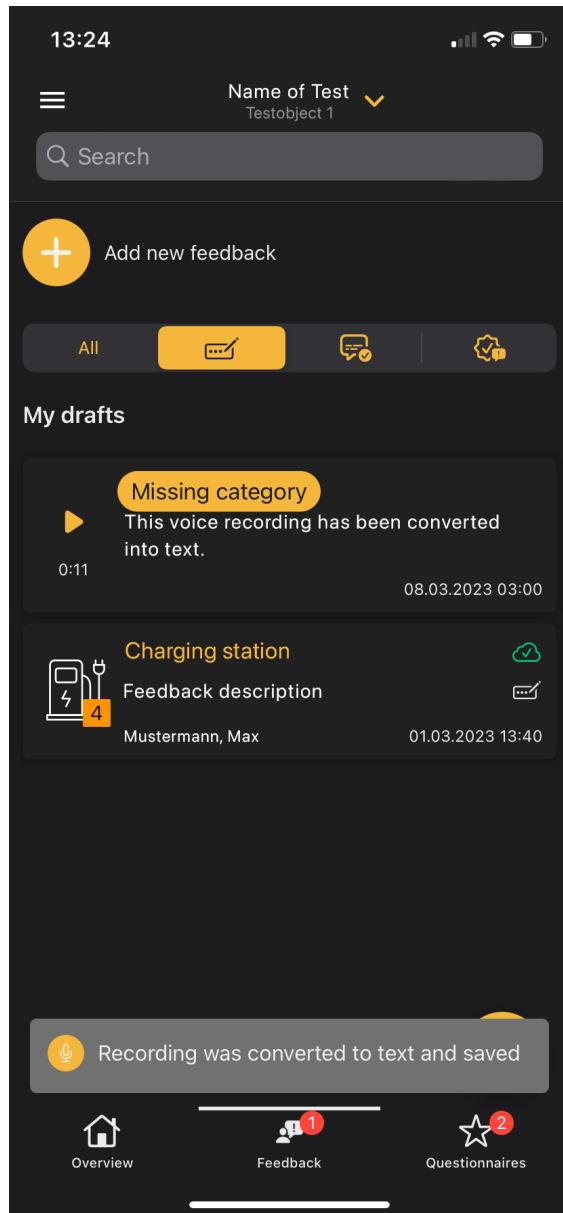 13:24
Name of Test
Testobject 1
Search
Add new feedback
All
My drafts
Missing category
This voice recording has been converted
into text.
0:11
08.03.2023 03:00
Charging station
Feedback description
4
Mustermann, Max
01.03.2023 13:40
Recording was converted to text and saved
1
2
Overview
Feedback
Questionnaires